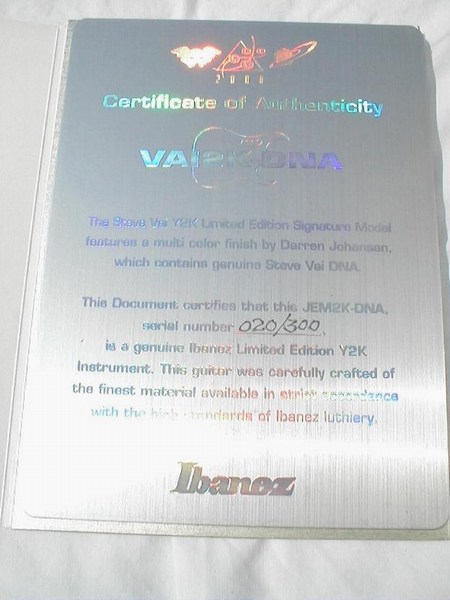 2000
Certificate of Authenticity
VAI2K-DNA
The Steve Vai Y2K Limited Edition Signature Model
features a multi color finish by Darren Johansen,
which contains genuine Steve Vai DNA.
This Document certifies that this JEM2K-DNA,
serial number 020/300,
is a genuine Ibanez Limited Edition Y2K
Instrument. This guitar was carefully crafted of
the finest material available in strict accordance
with the high standards of Ibanez luthiery.
Ibanez